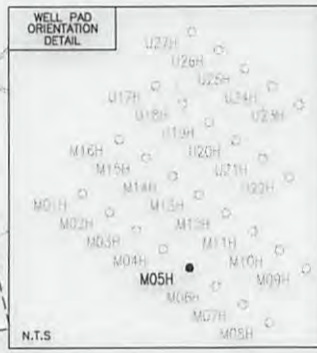 WELL PAD
ORIENTATION
DETAIL
U27H
U26H
U25H
U17H
U24H
U18H
U23H
U19H
M16H
U20H
M15H
U21H
M14H
U22H
M01H
M13H
M02H
M12H
M03H
M11H
M04H
M10H
M05H
M09H
M06H
M07H
M08H
N.T.S